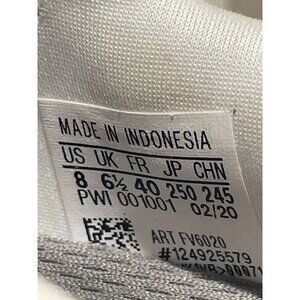 MADE IN INDONESIA
US UK FR JP CHN
8 6½ 40 250 245
PWI 001001 02/20
ART FV6020
#124925579